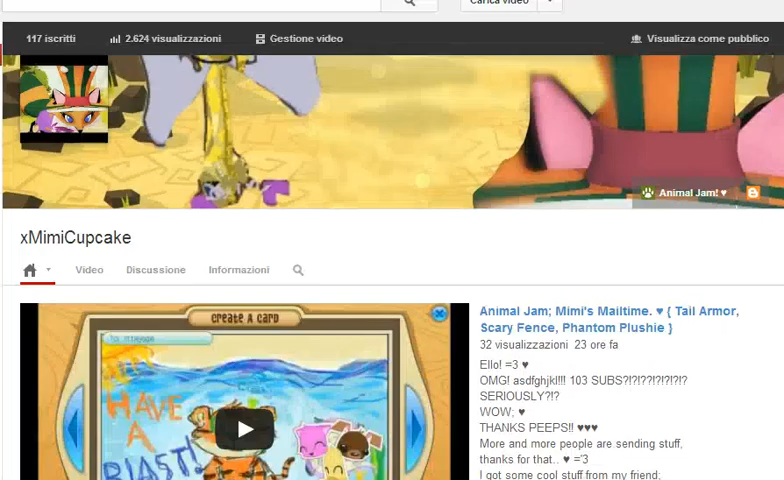 Carica video
117 iscritti 2.624 visualizzazioni Gestione video Visualizza come pubblico
Animal Jam! ♥
xMimiCupcake
Video Discussione Informazioni
CREATE A CARD
HAVE
A
BLAST!
Animal Jam; Mimi's Mailtime. ♥ { Tail Armor,
Scary Fence, Phantom Plushie }
32 visualizzazioni 23 ore fa
Ello! =3 ♥
OMG! asdfghjkl!!! 103 SUBS?!?!??!?!?!?!?
SERIOUSLY?!?
WOW; ♥
THANKS PEEPS!! ♥♥♥
More and more people are sending stuff,
thanks for that.. ♥ ='3
I got some cool stuff from my friend;